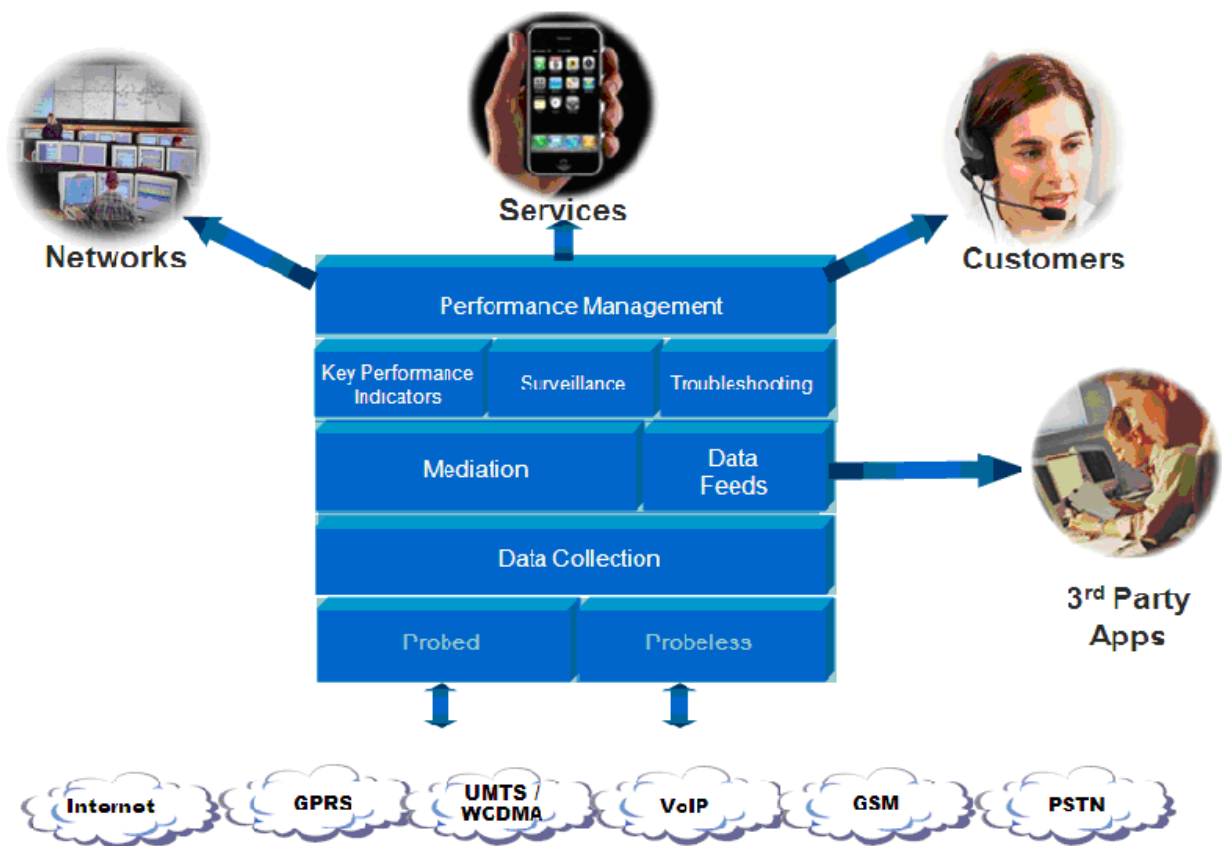 Services
Networks
Customers
Performance Management
Key Performance
Indicators
Surveillance
Troubleshooting
Mediation
Data
Feeds
Data Collection
3rd Party
Apps
Probed
Probeless
Internet
GPRS
UMTS /
WCDMA
VoIP
GSM
PSTN